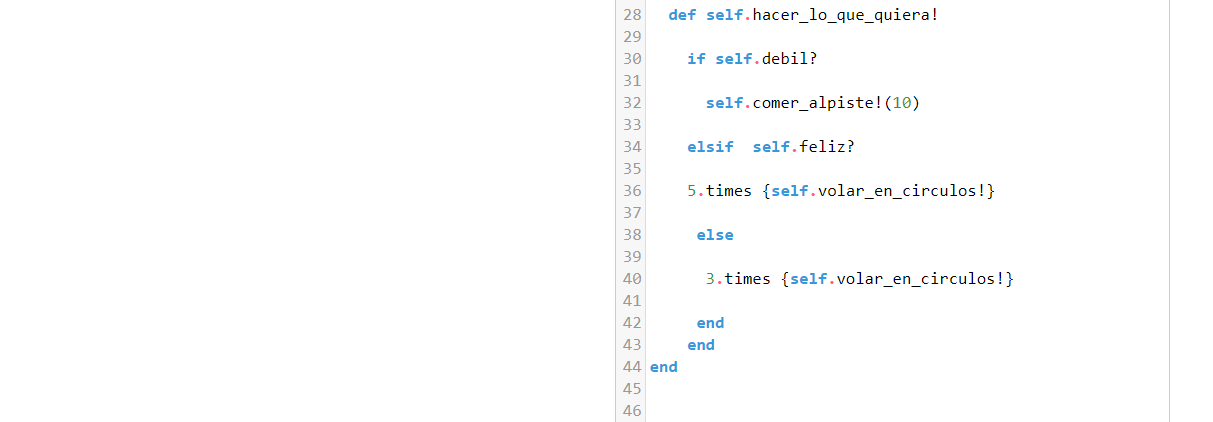 28 def self.hacer_lo_que_quiera!
29
30 if self.debil?
31
32 self.comer_alpiste!(10)
33
34 elsif  self.feliz?
35
36 5.times {self.volar_en_circulos!}
37
38 else
39
40 3.times {self.volar_en_circulos!}
41
42 end
43 end
44 end
45
46